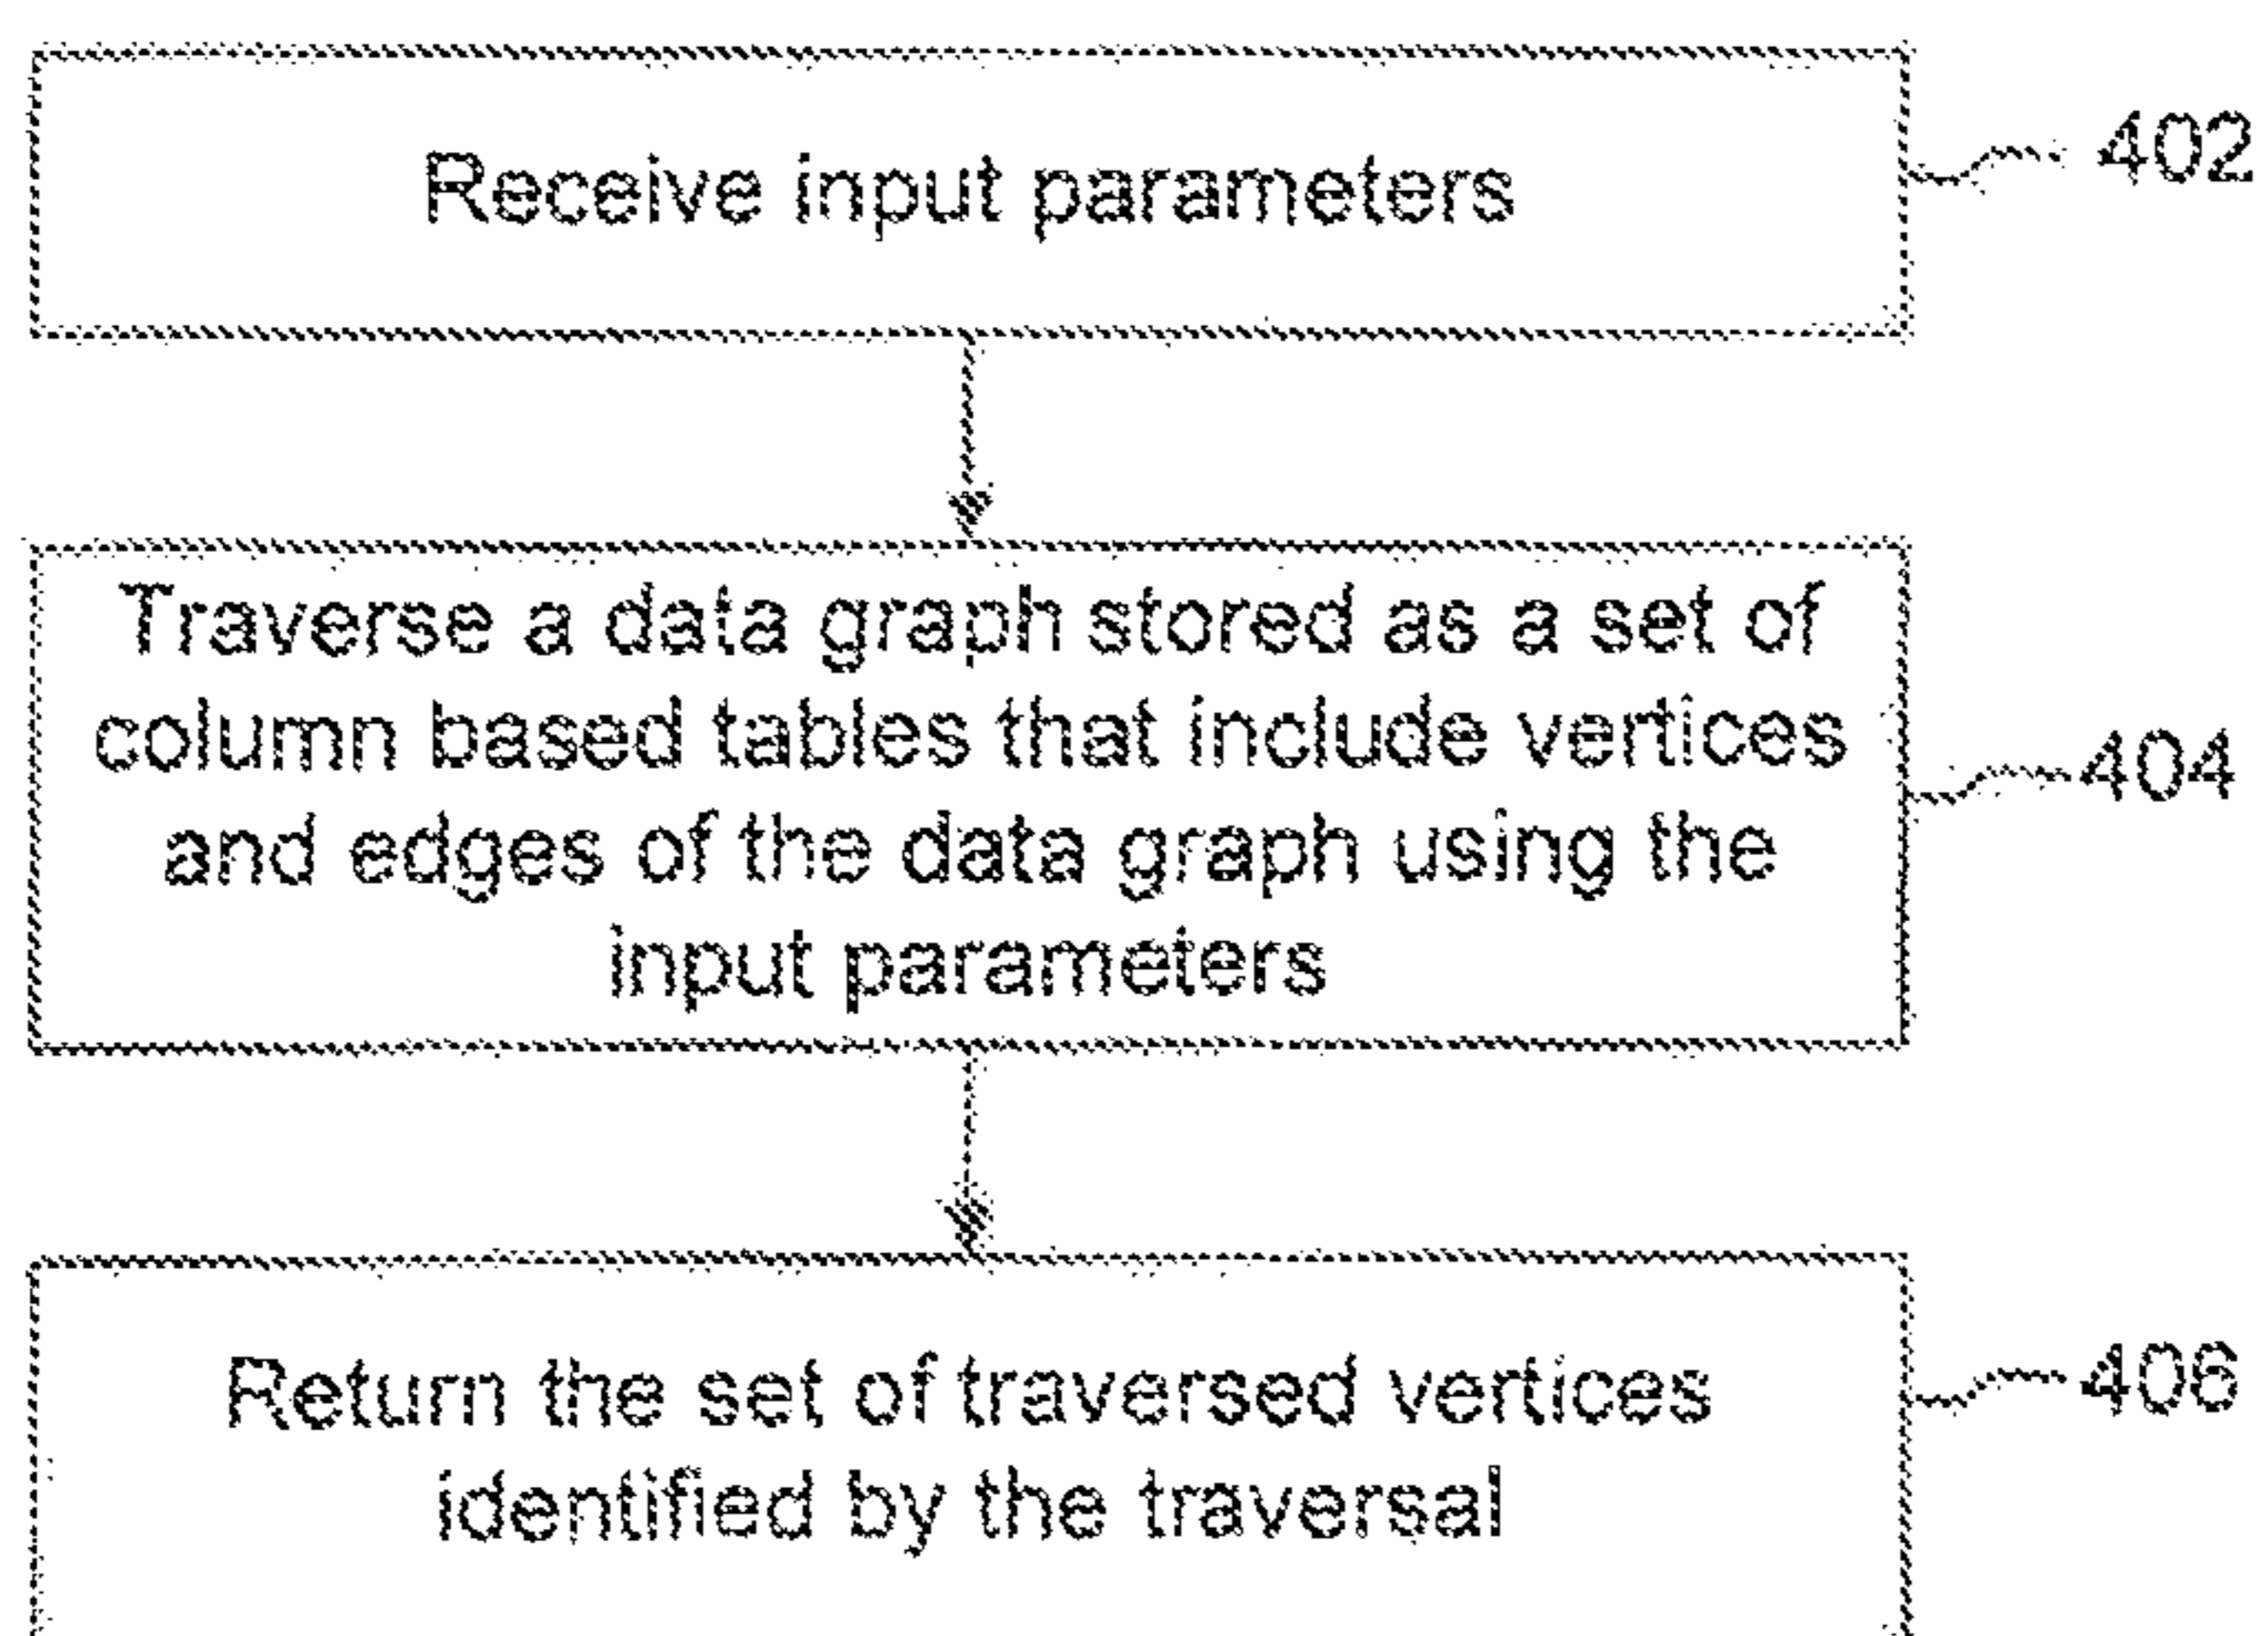 Receive input parameters
402
Traverse a data graph stored as a set of
column based tables that include vertices
and edges of the data graph using the
input parameters
404
Return the set of traversed vertices
identified by the traversal
406